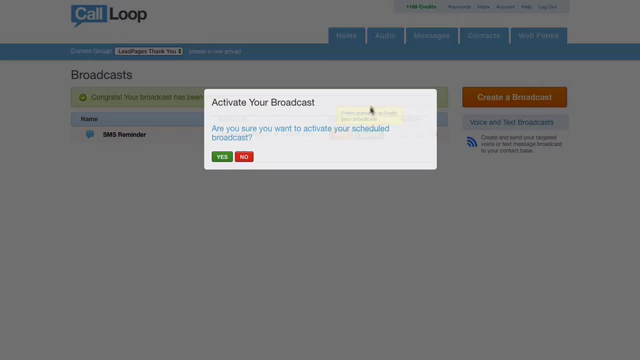 Call Loop
1198 Credits Keywords Inbox Account Help Log Out
Home Audio Messages Contacts Web Forms
Current Group: LeadPages Thank You (create a new group)
Broadcasts
Congrats! Your broadcast has been
Create a Broadcast
Activate Your Broadcast
Name
your broadcast
Voice and Text Broadcasts
Are you sure you want to activate your scheduled
broadcast?
SMS Reminder
Create and send your targeted
voice or text message broadcast
to your contact base.
YES NO